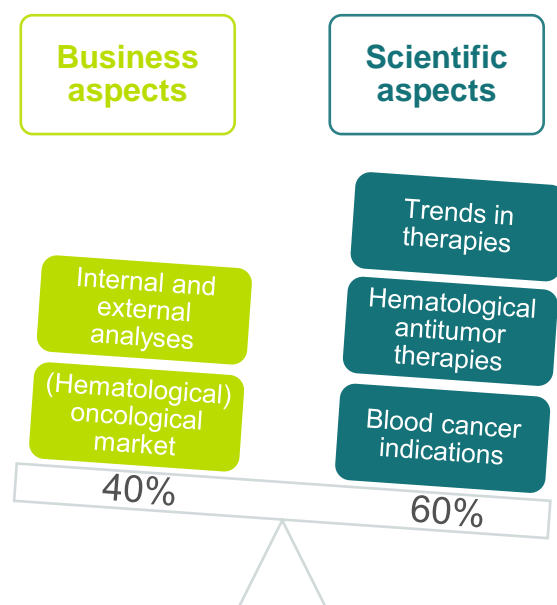 Business
aspects
Scientific
aspects
Internal and
external
analyses
(Hematological)
oncological
market
40%
Trends in
therapies
Hematological
antitumor
therapies
Blood cancer
indications
60%